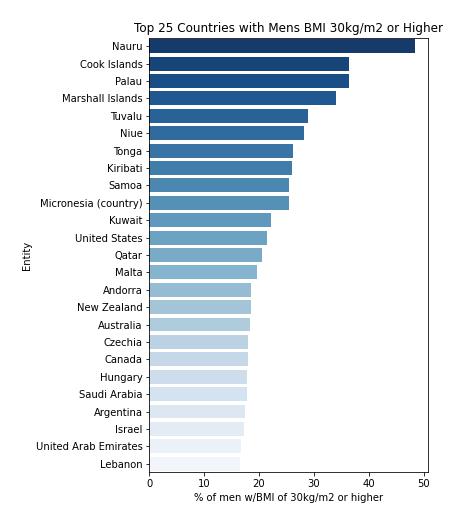 Top 25 Countries with Mens BMI 30kg/m2 or Higher
Nauru
Cook Islands
Palau
Marshall Islands
Tuvalu
Niue
Tonga
Kiribati
Samoa
Micronesia (country)
Kuwait
United States
Qatar
Malta
Andorra
New Zealand
Australia
Czechia
Canada
Hungary
Saudi Arabia
Argentina
Israel
United Arab Emirates
Lebanon
Entity
0 10 20 30 40 50
% of men w/BMI of 30kg/m2 or higher